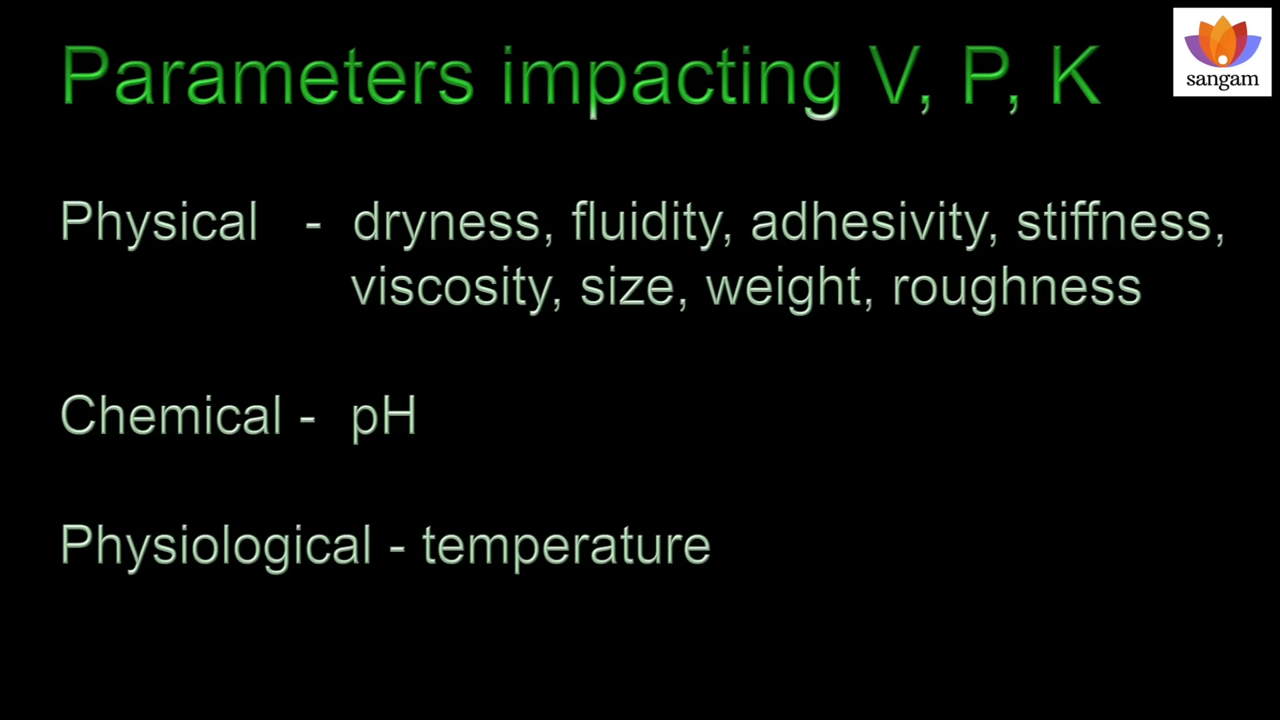 Parameters impacting V, P, K
sangam
Physical - dryness, fluidity, adhesivity, stiffness,
viscosity, size, weight, roughness
Chemical - pH
Physiological - temperature